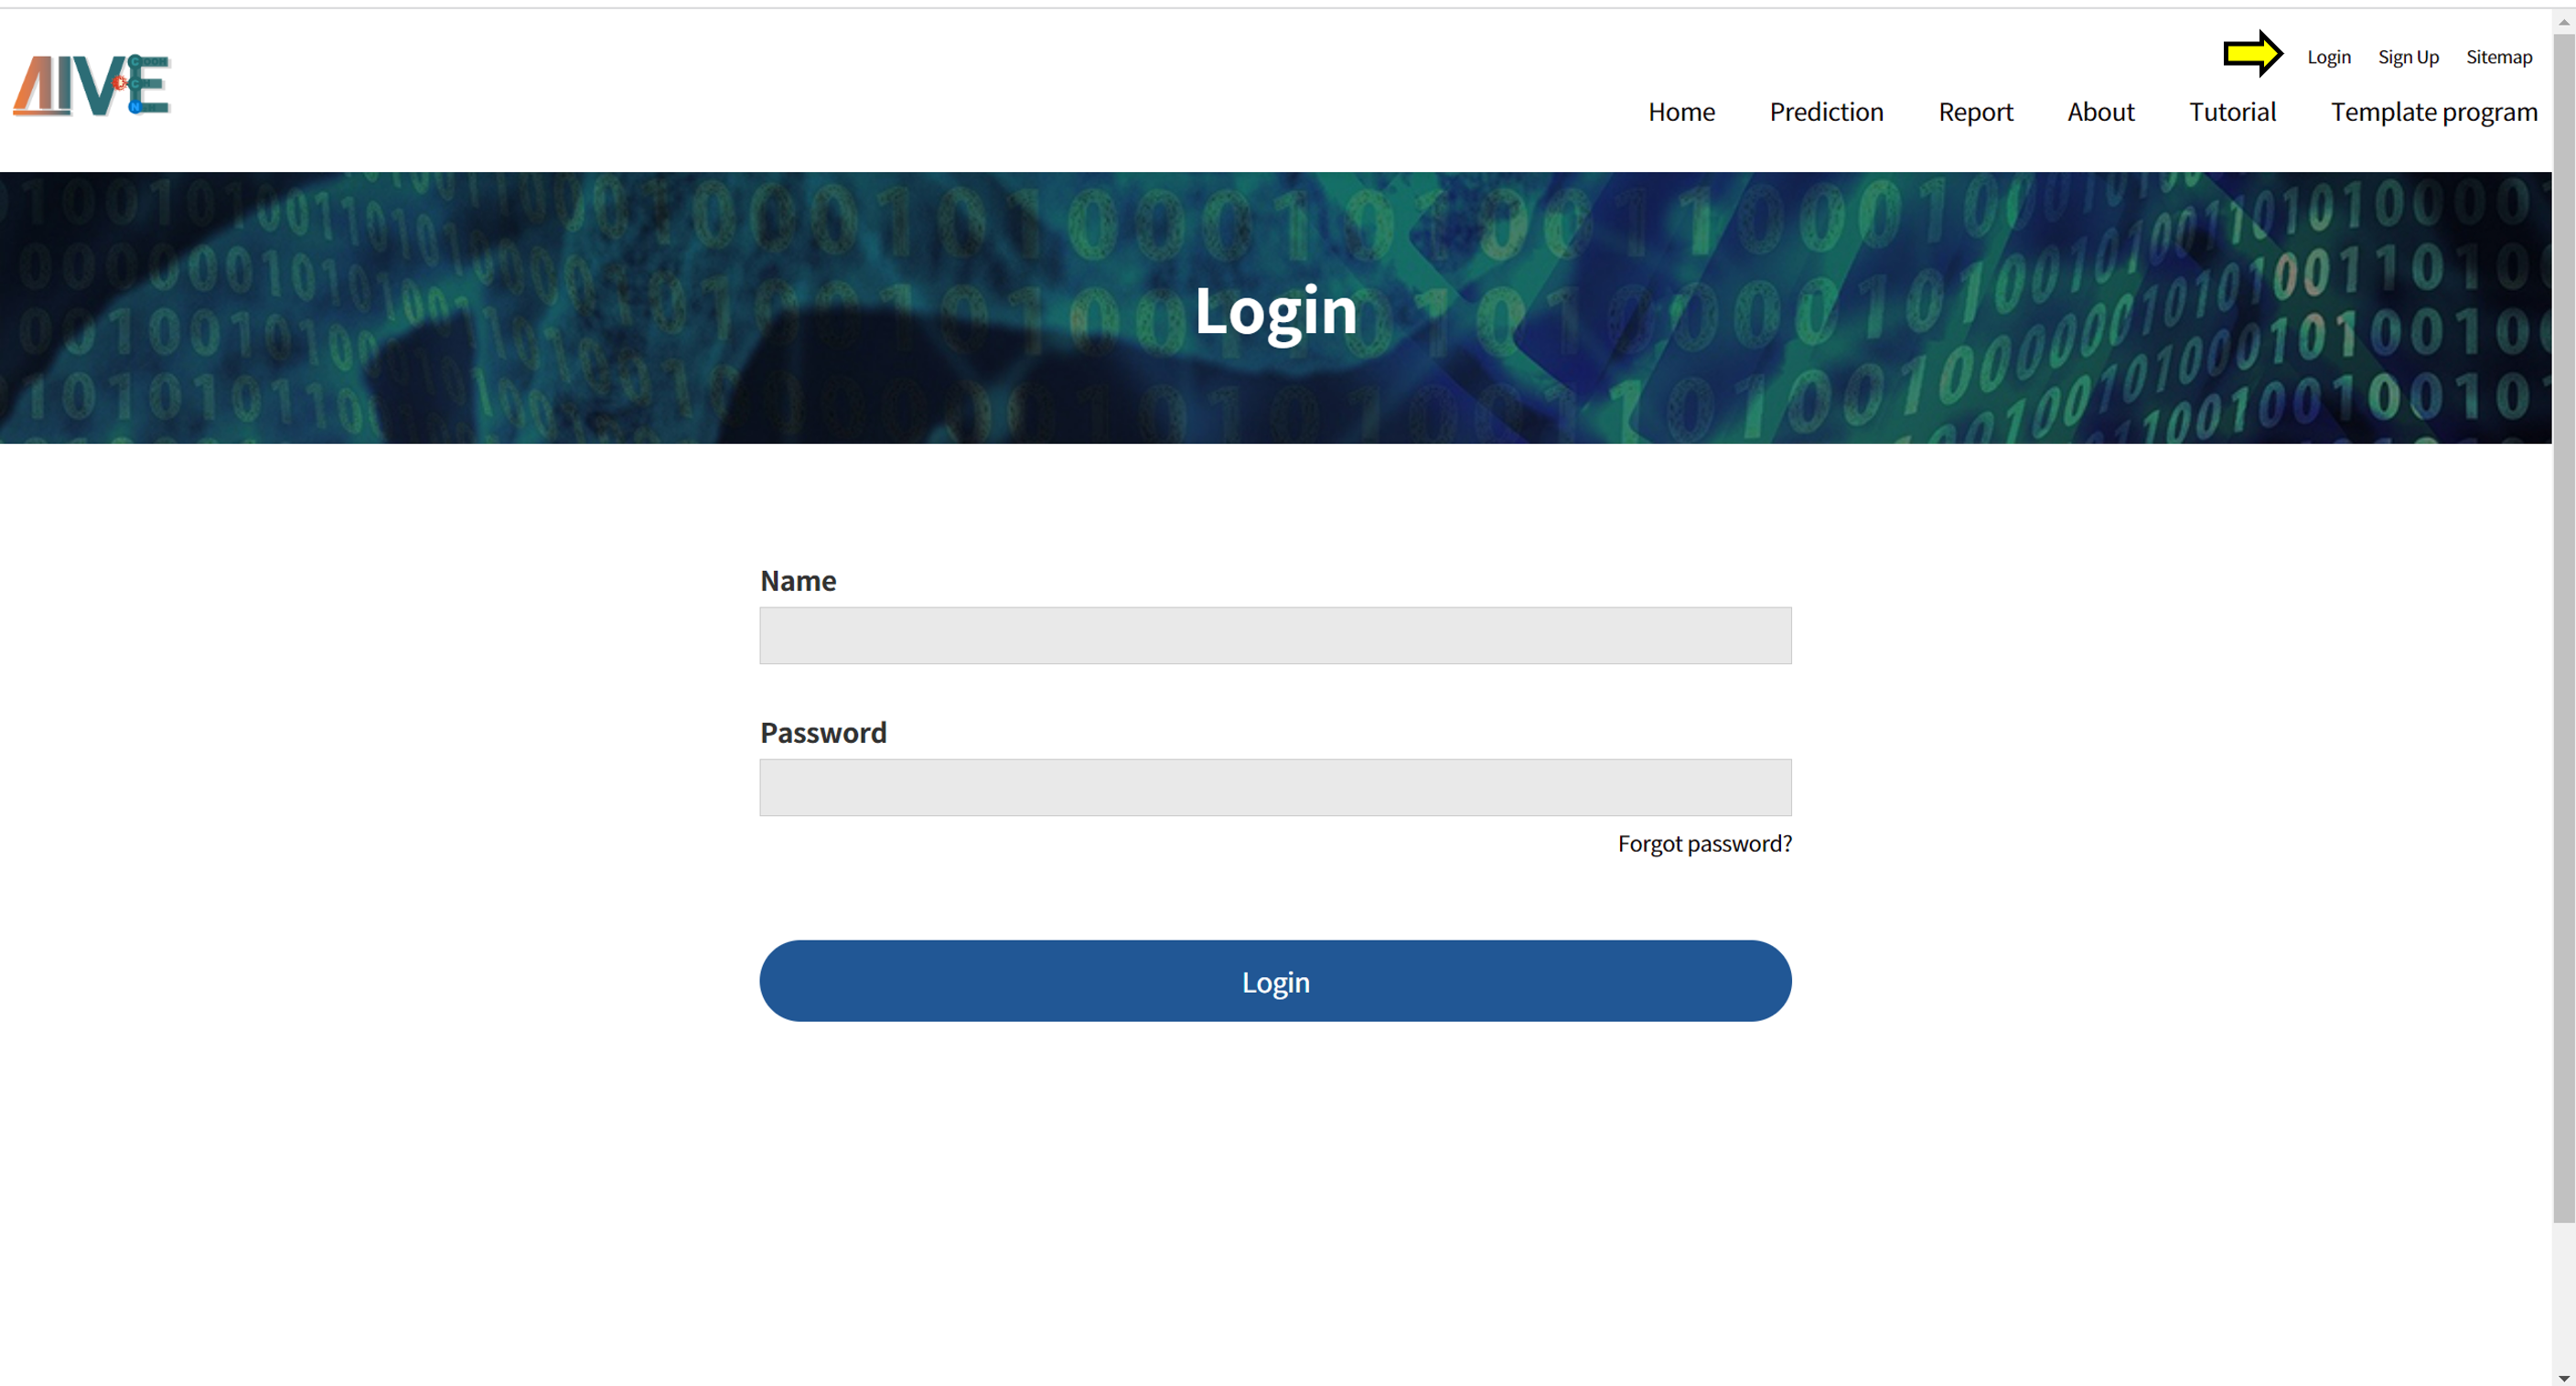 AIVE
Login Sign Up Sitemap
Home Prediction Report About Tutorial Template program
Login
Name
Password
Forgot password?
Login